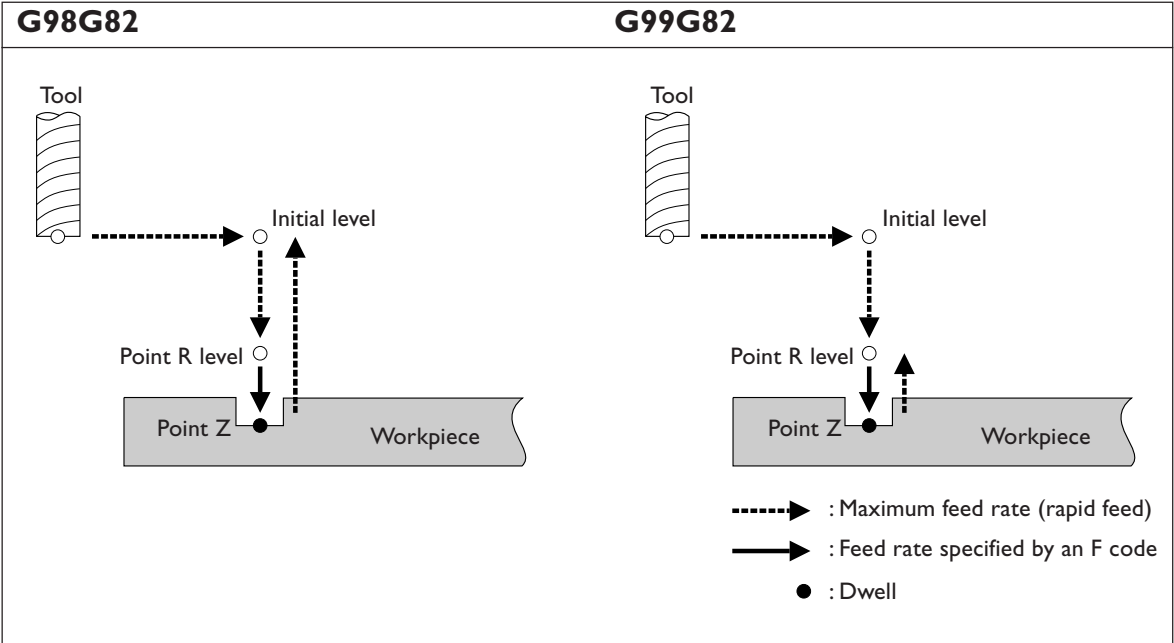 G98G82
G99G82
Tool
Initial level
Point R level
Point Z
Workpiece
Tool
Initial level
Point R level
Point Z
Workpiece
: Maximum feed rate (rapid feed)
: Feed rate specified by an F code
: Dwell